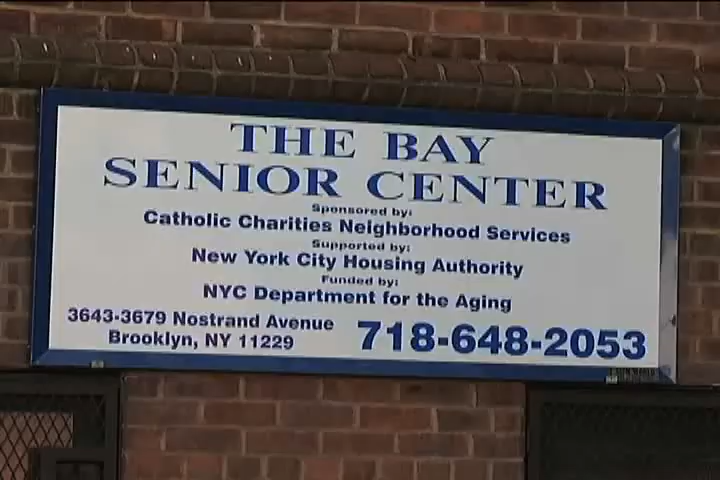 THE BAY
SENIOR CENTER
Sponsored by:
Catholic Charities Neighborhood Services
Supported by:
New York City Housing Authority
Funded by:
NYC Department for the Aging
3643-3679 Nostrand Avenue
Brooklyn, NY 11229
718-648-2053